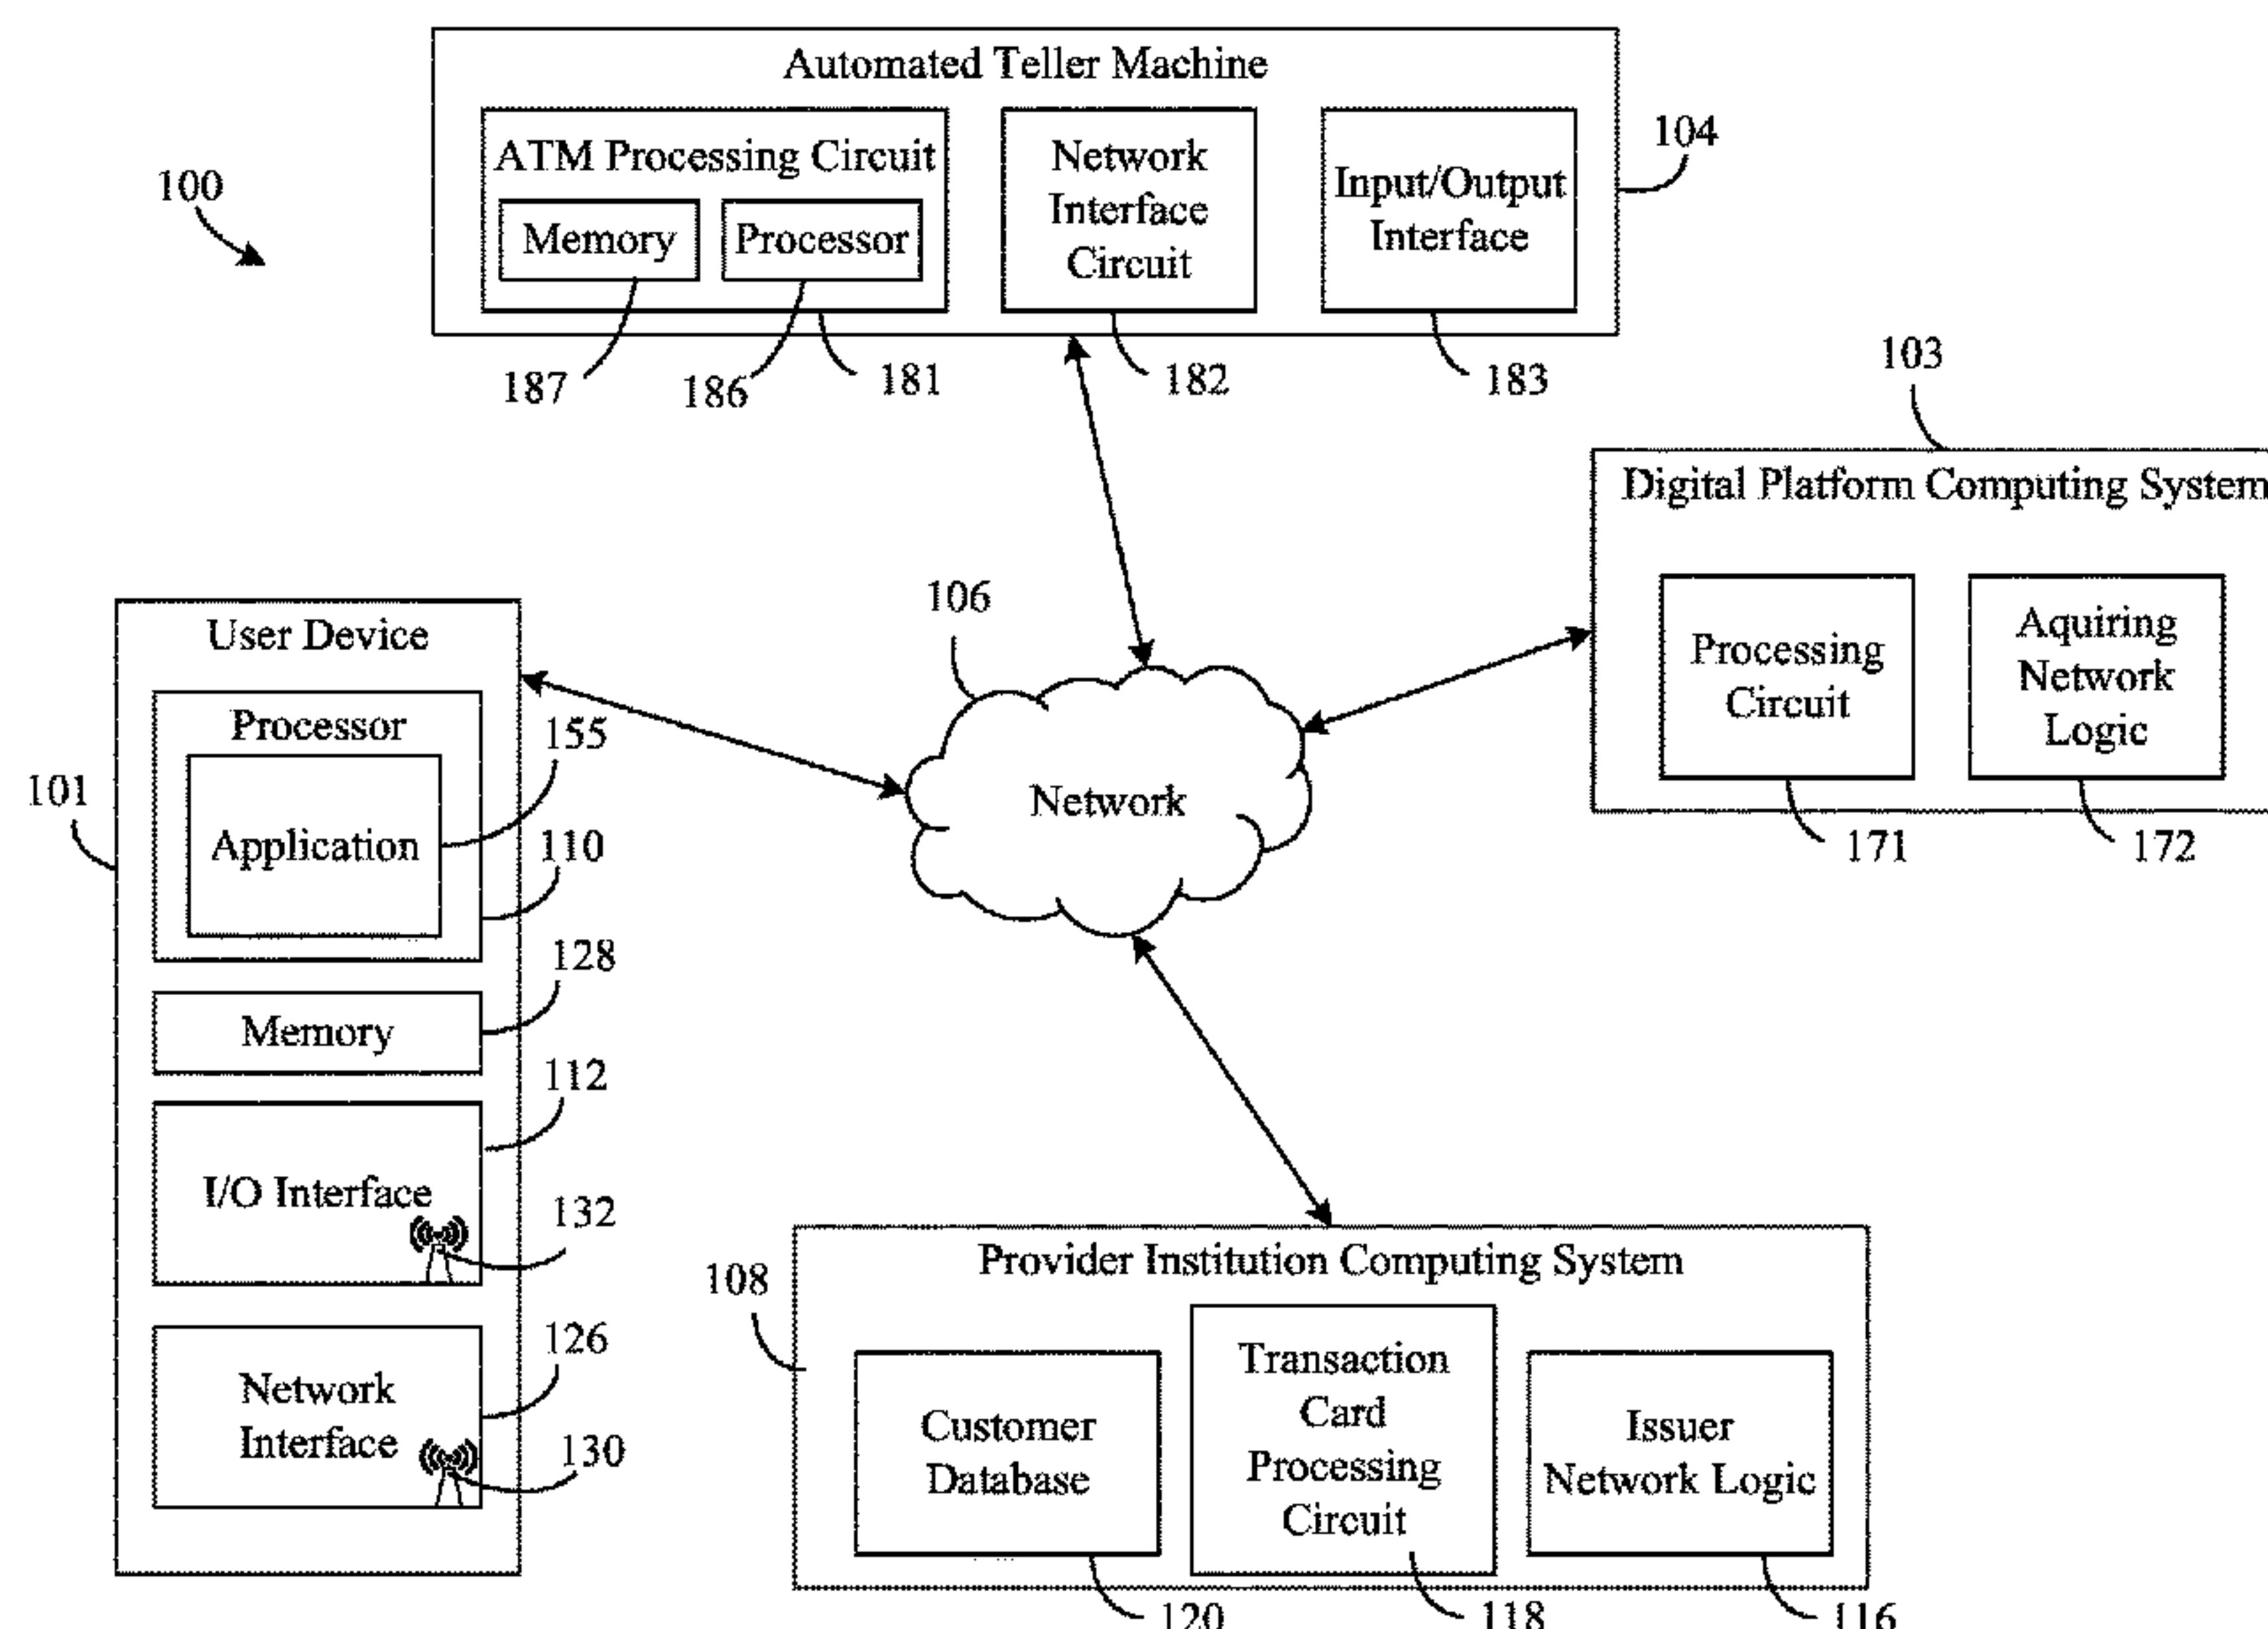 Automated Teller Machine
ATM Processing Circuit
Memory
Processor
Network
Interface
Circuit
Input/Output
Interface
104
100
187
186
181
182
183
103
Digital Platform Computing System
Processing
Circuit
Aquiring
Network
Logic
171
172
106
Network
User Device
Processor
Application
155
101
110
128
Memory
112
I/O Interface
132
126
Network
Interface
130
108
Provider Institution Computing System
Customer
Database
Transaction
Card
Processing
Circuit
Issuer
Network Logic
120
118
116